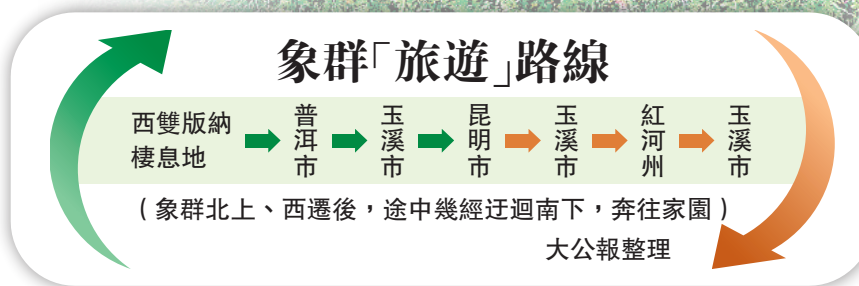 象群「旅遊」路線
西雙版納
棲息地
普洱市
玉溪市
昆明市
玉溪市
紅河州
玉溪市
（象群北上、西遷後，途中幾經迂迴南下，奔往家園）
大公報整理